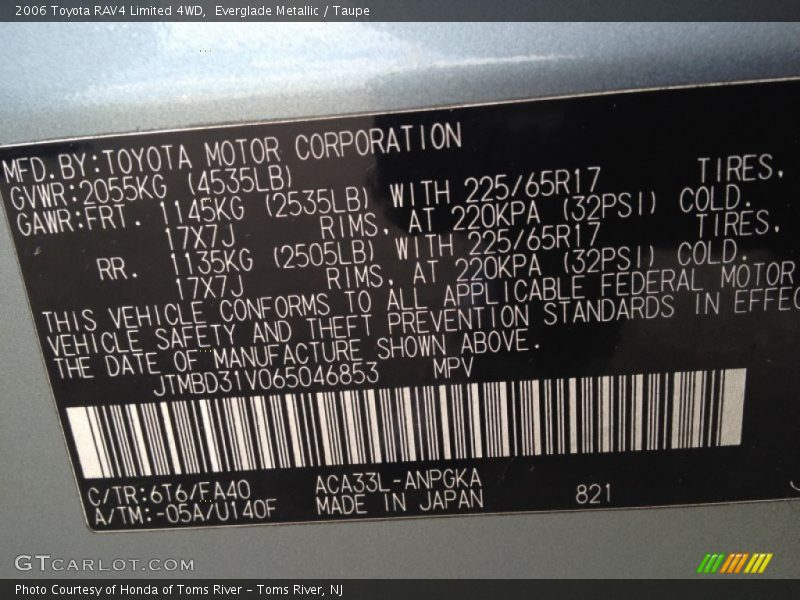 2006 Toyota RAV4 Limited 4WD, Everglade Metallic / Taupe
MFD.BY:TOYOTA MOTOR CORPORATION
GVWR:2055KG (4535LB)
GAWR:FRT. 1145KG (2535LB) WITH 225/65R17 TIRES,
17X7J RIMS, AT 220KPA (32PSI) COLD.
RR. 1135KG (2505LB) WITH 225/65R17 TIRES,
17X7J RIMS, AT 220KPA (32PSI) COLD.
THIS VEHICLE CONFORMS TO ALL APPLICABLE FEDERAL MOTOR
VEHICLE SAFETY AND THEFT PREVENTION STANDARDS IN EFFEC
THE DATE OF MANUFACTURE SHOWN ABOVE.
JTMBD31V065046853 MPV
C/TR:6T6/FA40 ACA33L-ANPGKA
A/TM:-05A/U140F MADE IN JAPAN 821
GTCARLOT.COM
Photo Courtesy of Honda of Toms River – Toms River, NJ